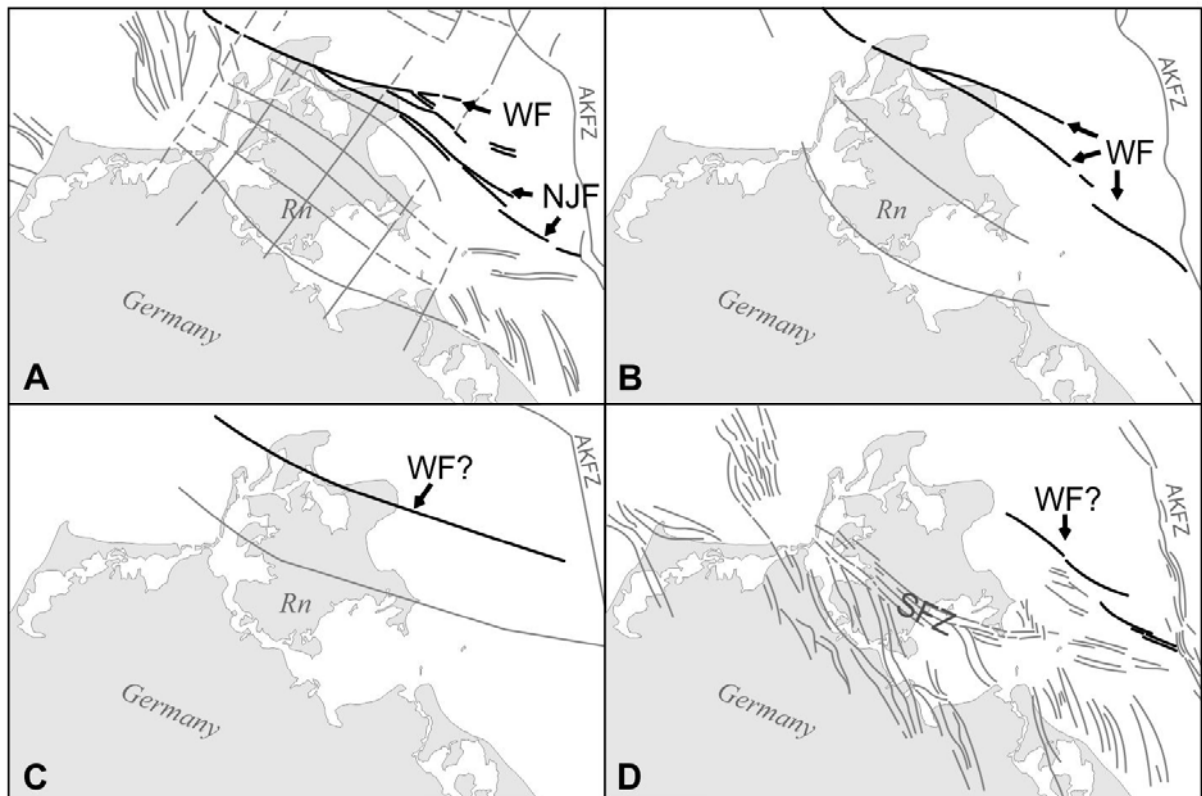 AKFZ
WF
NJF
Rn
Germany
A
AKFZ
WF
Rn
Germany
B
AKFZ
WF?
Rn
Germany
C
AKFZ
WF?
SFZ
Germany
D